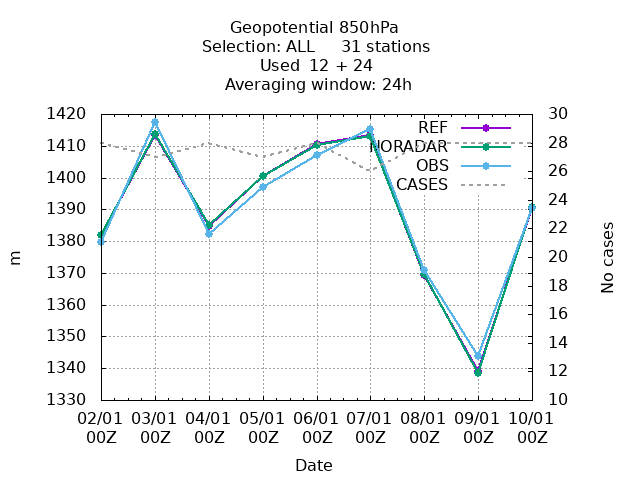 Geopotential 850hPa
Selection: ALL 31 stations
Used 12 + 24
Averaging window: 24h
1420
1410
1400
1390
1380
1370
1360
1350
1340
1330
m
30
28
26
24
22
20
18
16
14
12
10
No cases
REF
NORADAR
OBS
CASES
02/01 03/01 04/01 05/01 06/01 07/01 08/01 09/01 10/01
00Z 00Z 00Z 00Z 00Z 00Z 00Z 00Z 00Z
Date